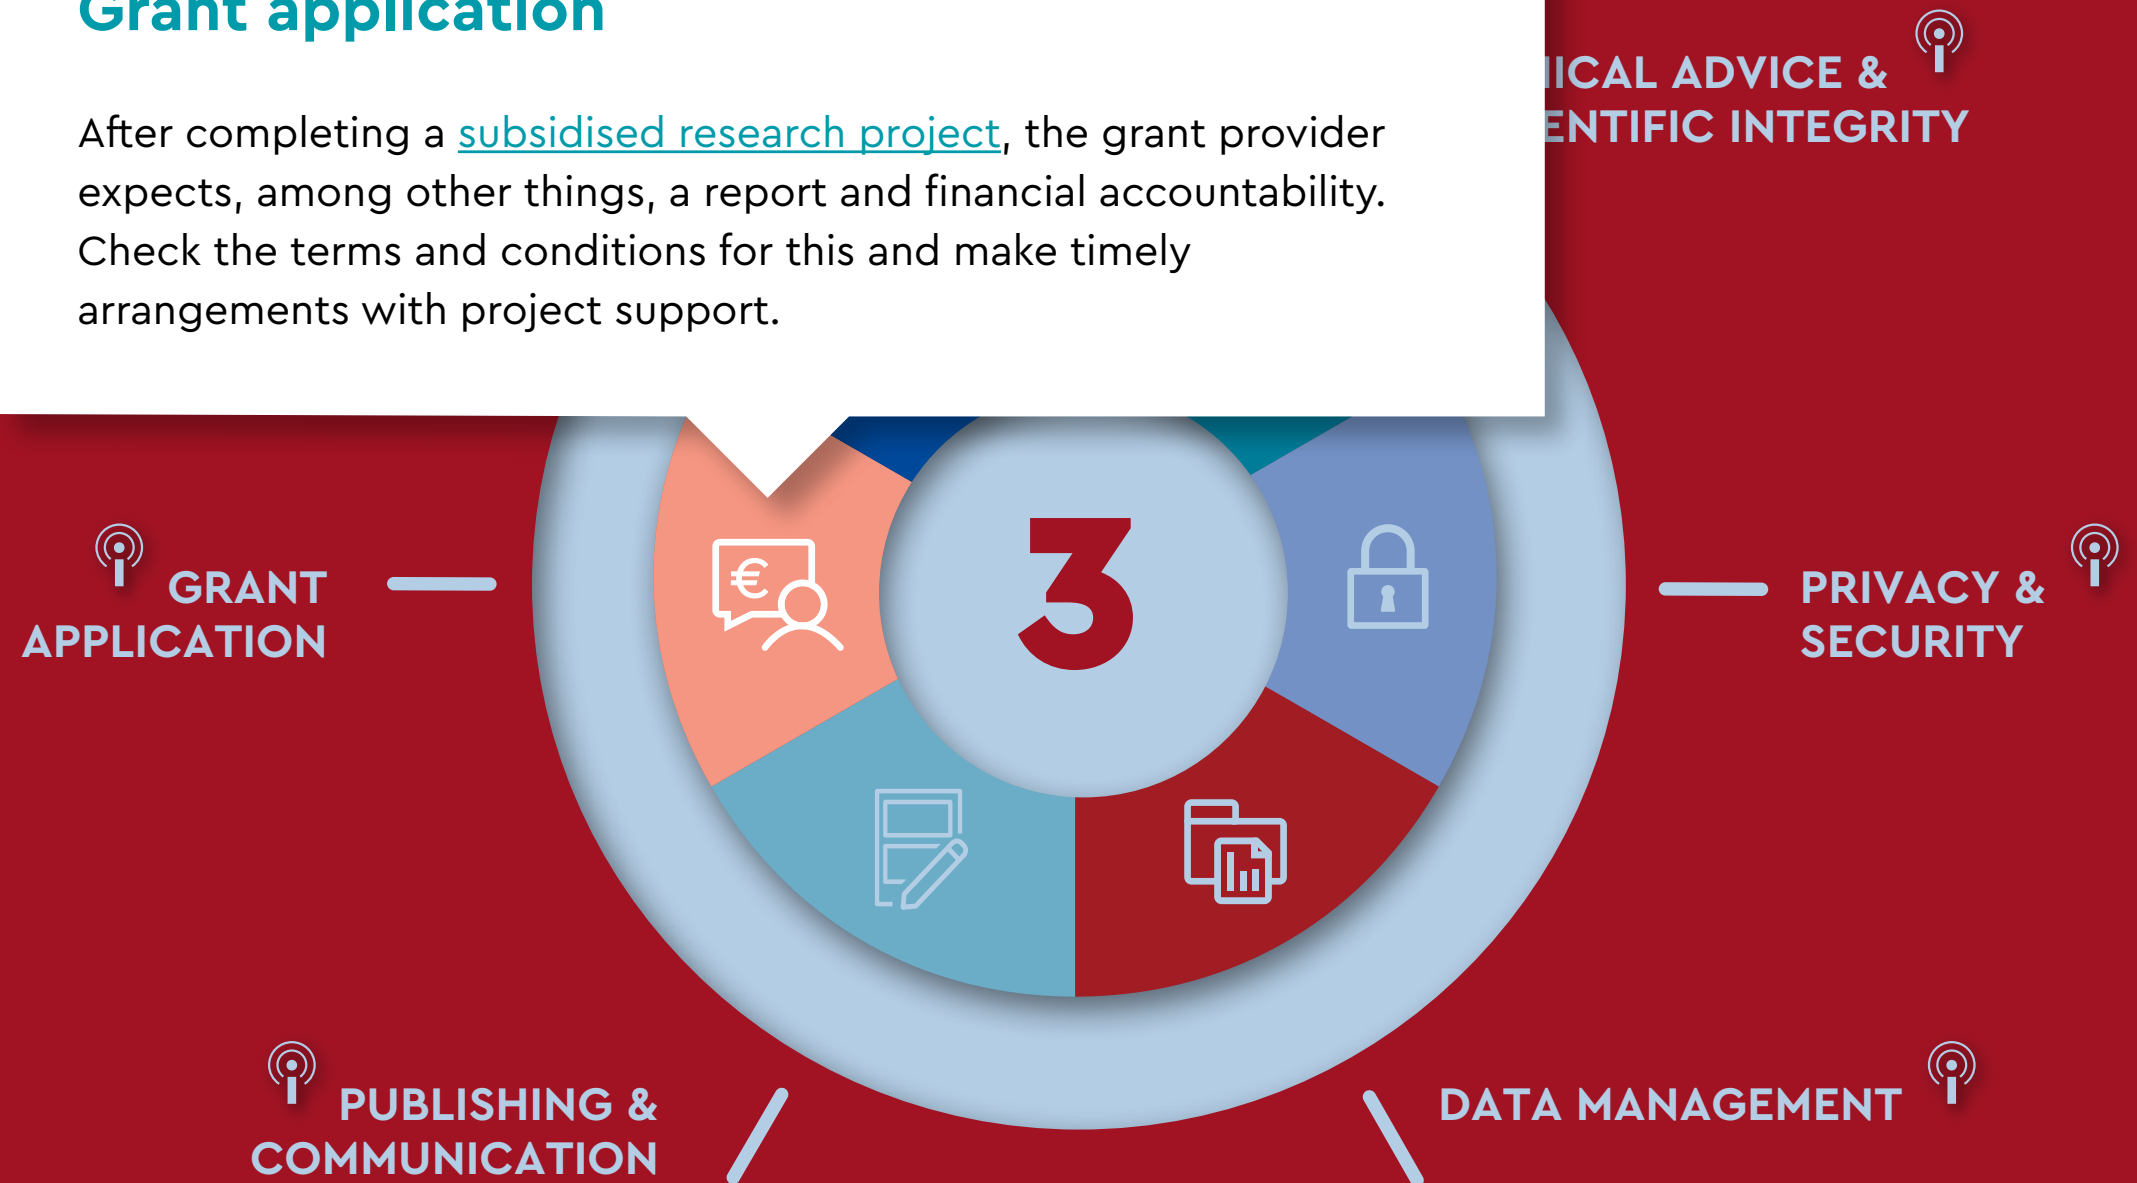 Grant application
After completing a subsidised research project, the grant provider
expects, among other things, a report and financial accountability.
Check the terms and conditions for this and make timely
arrangements with project support.
ADVICE &
INTEGRITY
3
€
GRANT
APPLICATION
PRIVACY &
SECURITY
PUBLISHING &
COMMUNICATION
DATA MANAGEMENT